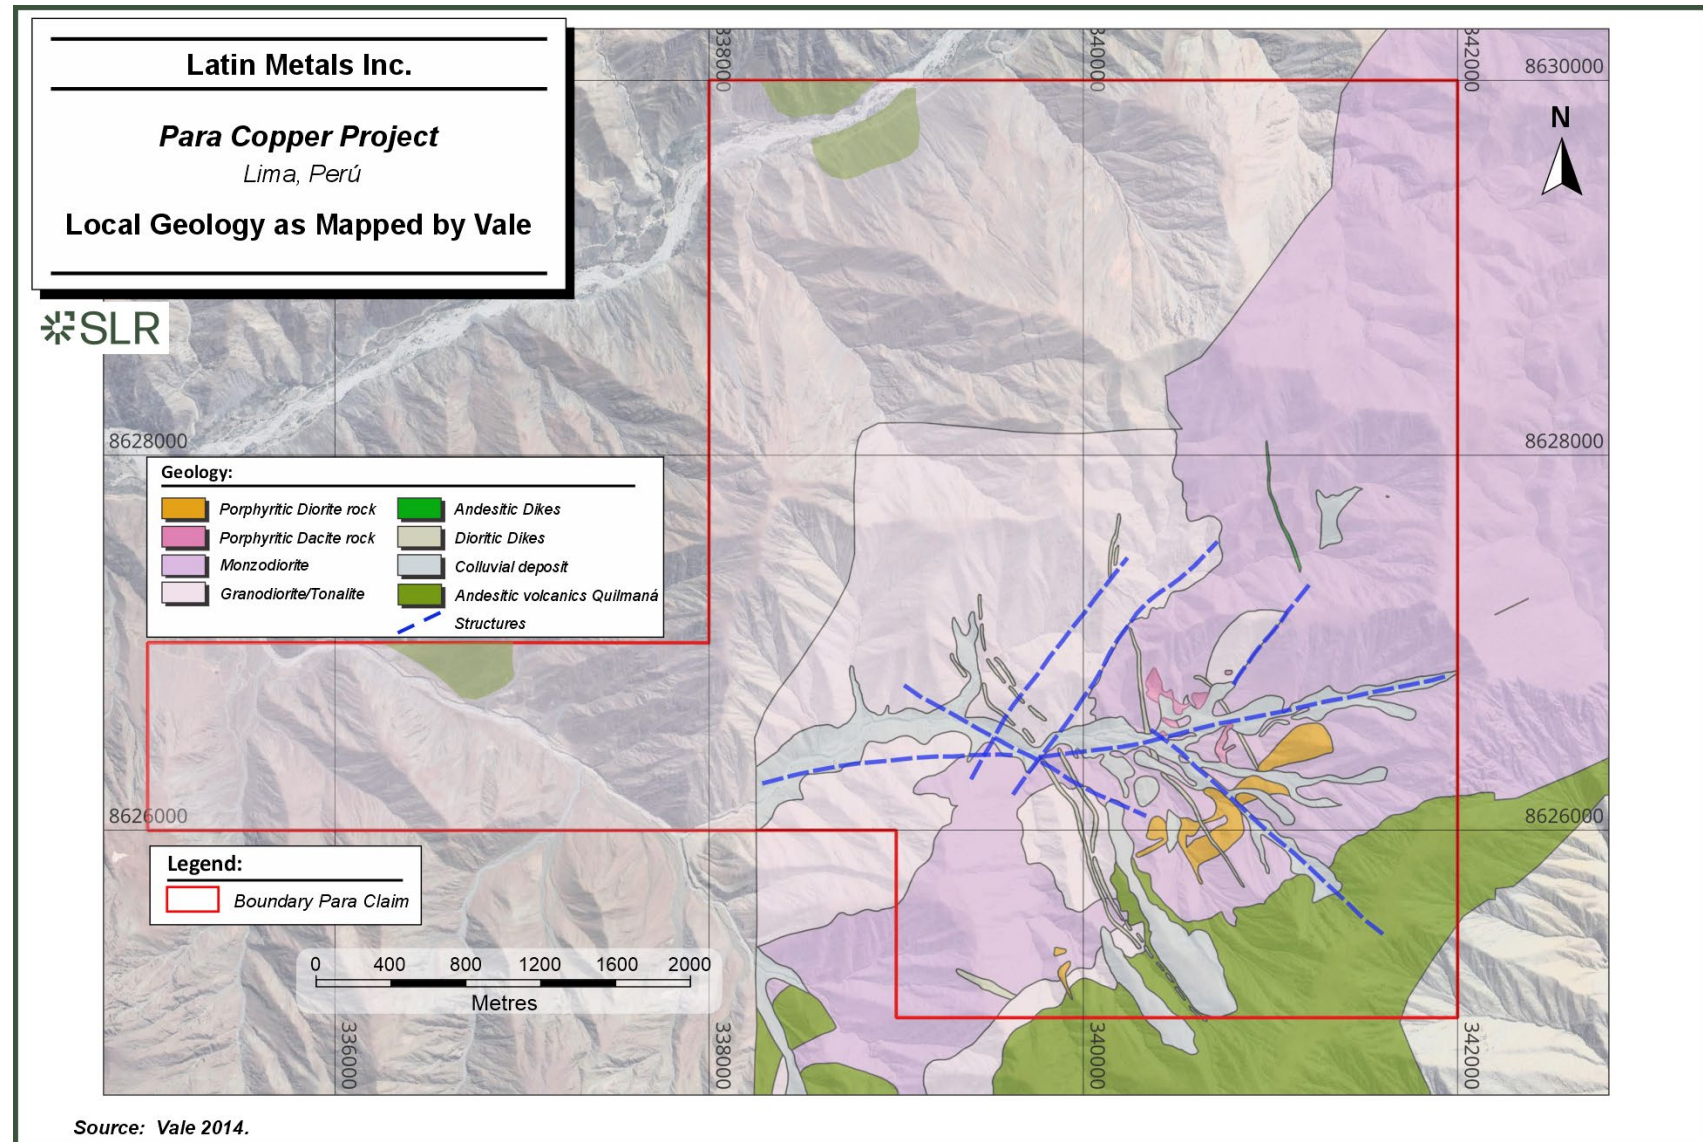 Latin Metals Inc.
Para Copper Project
Lima, Perú
Local Geology as Mapped by Vale
SLR
338000
340000
342000
8630000
N
8628000
8628000
Geology:
Porphyritic Diorite rock
Porphyritic Dacite rock
Monzodiorite
Granodiorite/Tonalite
Andesitic Dikes
Dioritic Dikes
Colluvial deposit
Andesitic volcanics Quilmaná
Structures
8626000
8626000
Legend:
Boundary Para Claim
0 400 800 1200 1600 2000
Metres
336000
338000
340000
342000
Source: Vale 2014.